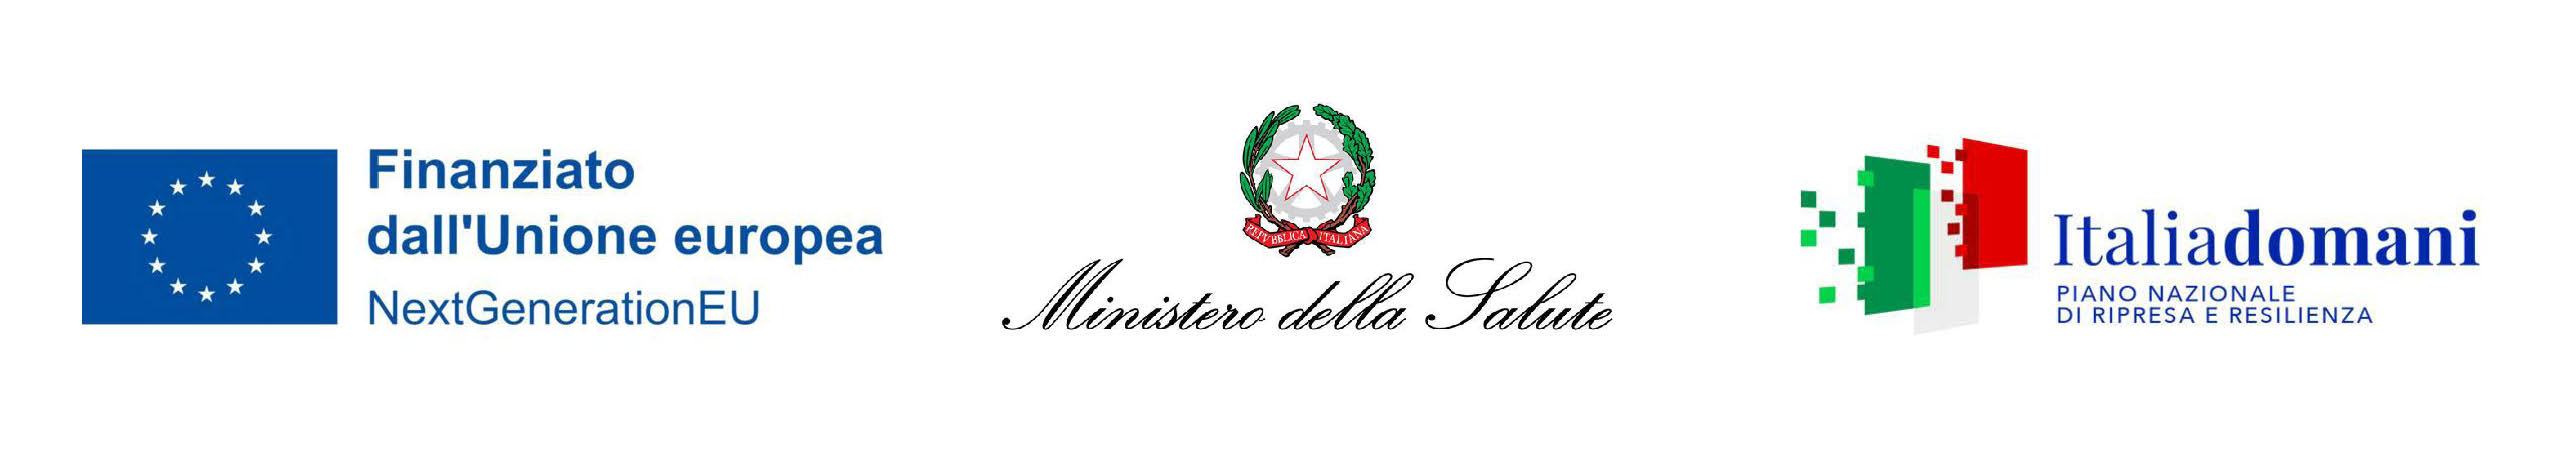 Finanziato
dall'Unione europea
NextGenerationEU
REPVBBLICA ITALIANA
Ministero della Salute
Italiadomani
PIANO NAZIONALE
DI RIPRESA E RESILIENZA